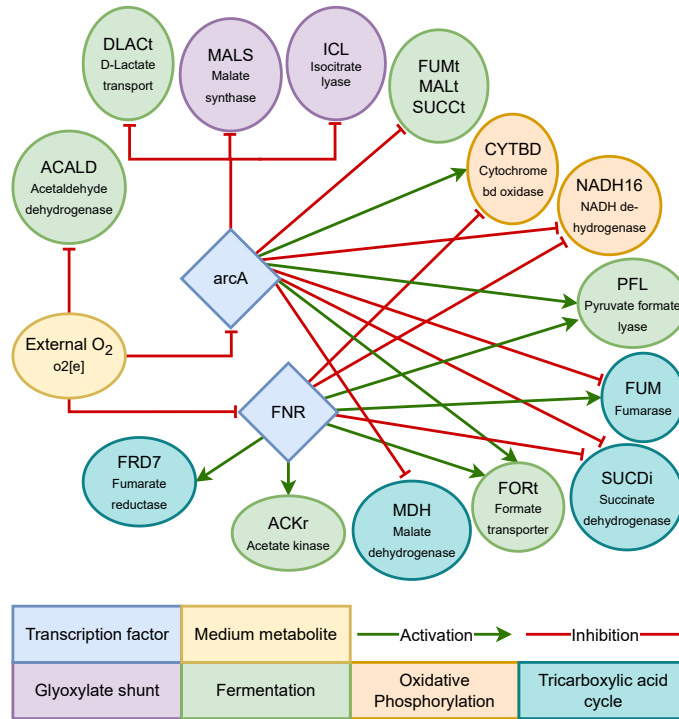 DLACt
D-Lactate
transport
MALS
Malate
synthase
ICL
Isocitrate
lyase
FUMt
MALt
SUCCt
ACALD
Acetaldehyde
dehydrogenase
CYTBD
Cytochrome
bd oxidase
NADH16
NADH de-
hydrogenase
arcA
PFL
Pyruvate formate
lyase
External O2
o2[e]
FUM
Fumarase
FNR
FRD7
Fumarate
reductase
ACKr
Acetate kinase
MDH
Malate
dehydrogenase
FORt
Formate
transporter
SUCDi
Succinate
dehydrogenase
Transcription factor
Medium metabolite
Activation
Inhibition
Glyoxylate shunt
Fermentation
Oxidative
Phosphorylation
Tricarboxylic acid
cycle